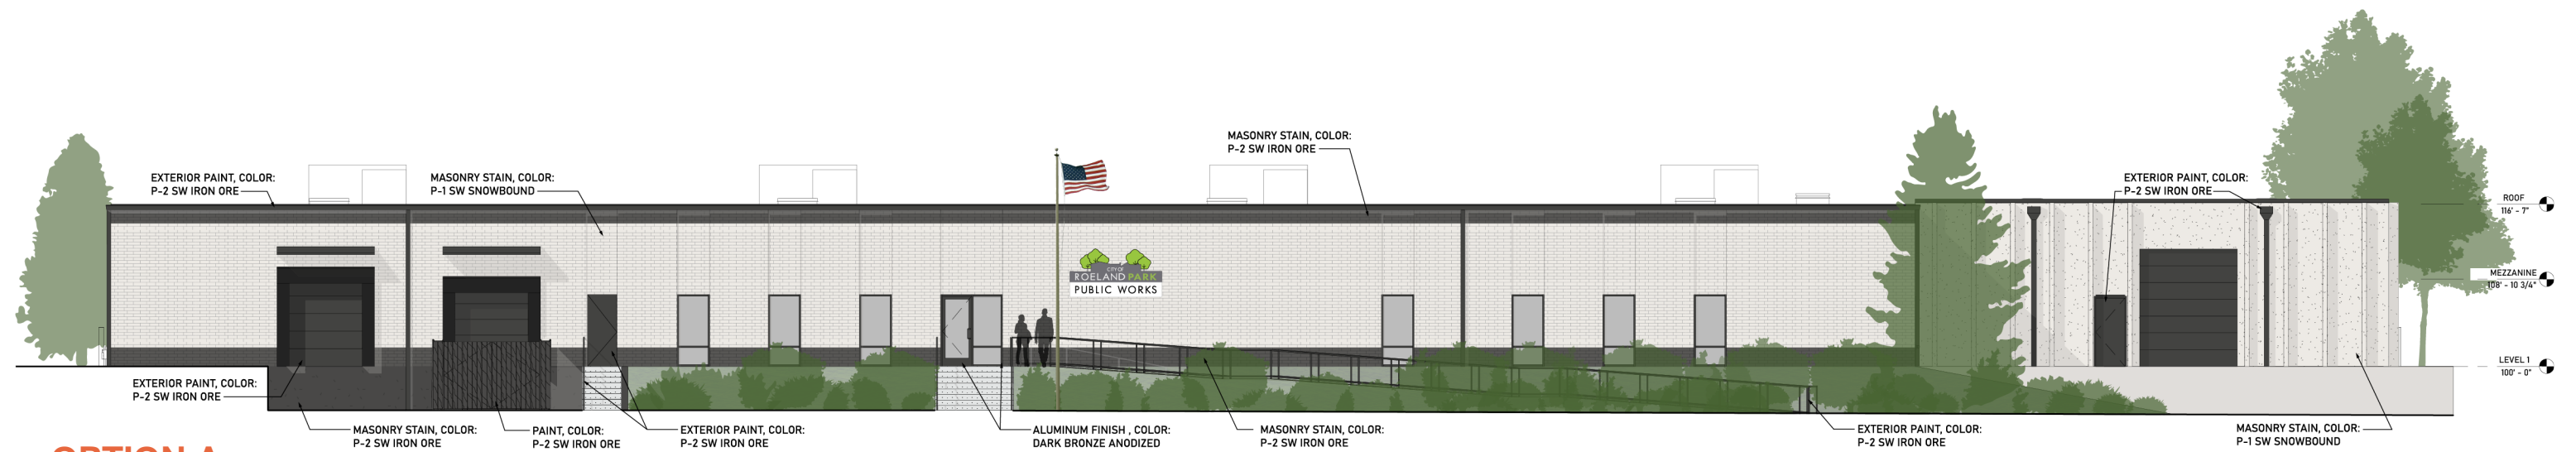 MASONRY STAIN, COLOR:
P-2 SW IRON ORE
EXTERIOR PAINT, COLOR:
P-2 SW IRON ORE
MASONRY STAIN, COLOR:
P-1 SW SNOWBOUND
EXTERIOR PAINT, COLOR:
P-2 SW IRON ORE
ROOF
116' - 7"
CITY OF
ROELAND PARK
PUBLIC WORKS
MEZZANINE
108' - 10 3/4"
LEVEL 1
100' - 0"
EXTERIOR PAINT, COLOR:
P-2 SW IRON ORE
MASONRY STAIN, COLOR:
P-2 SW IRON ORE
PAINT, COLOR:
P-2 SW IRON ORE
EXTERIOR PAINT, COLOR:
P-2 SW IRON ORE
ALUMINUM FINISH , COLOR:
DARK BRONZE ANODIZED
MASONRY STAIN, COLOR:
P-2 SW IRON ORE
EXTERIOR PAINT, COLOR:
P-2 SW IRON ORE
MASONRY STAIN, COLOR:
P-1 SW SNOWBOUND
OPTION A